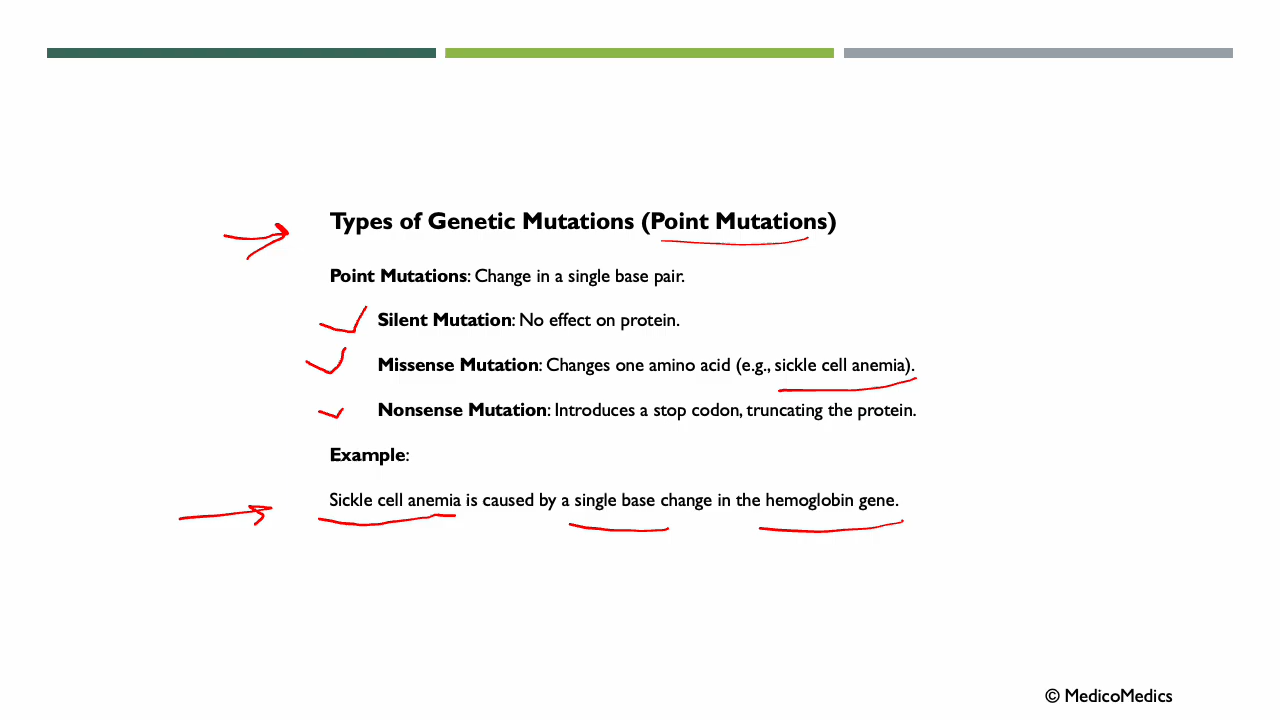 Types of Genetic Mutations (Point Mutations)
Point Mutations: Change in a single base pair.
Silent Mutation: No effect on protein.
Missense Mutation: Changes one amino acid (e.g., sickle cell anemia).
Nonsense Mutation: Introduces a stop codon, truncating the protein.
Example:
Sickle cell anemia is caused by a single base change in the hemoglobin gene.
© MedicoMedics